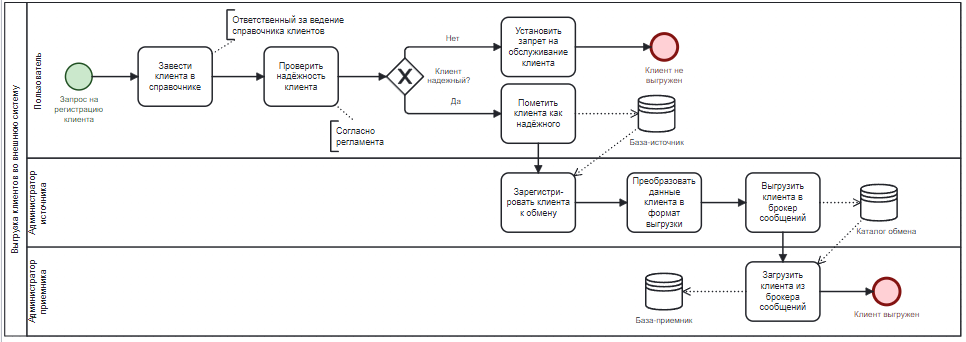 Выгрузка клиентов во внешнюю систему
Пользователь
Запрос на
регистрацию
клиента
Завести
клиента в
справочнике
Ответственный за ведение
справочника клиентов
Проверить
надёжность
клиента
Согласно
регламента
Клиент
надежный?
Нет
Да
Установить
запрет на
обслуживание
клиента
Клиент не
выгружен
Пометить
клиента как
надёжного
База-источник
Администратор
источника
Зарегистри-
ровать клиента
к обмену
Преобразовать
данные
клиента в
формат
выгрузки
Выгрузить
клиента в
брокер
сообщений
Каталог обмена
Администратор
приемника
База-приемник
Загрузить
клиента из
брокера
сообщений
Клиент выгружен